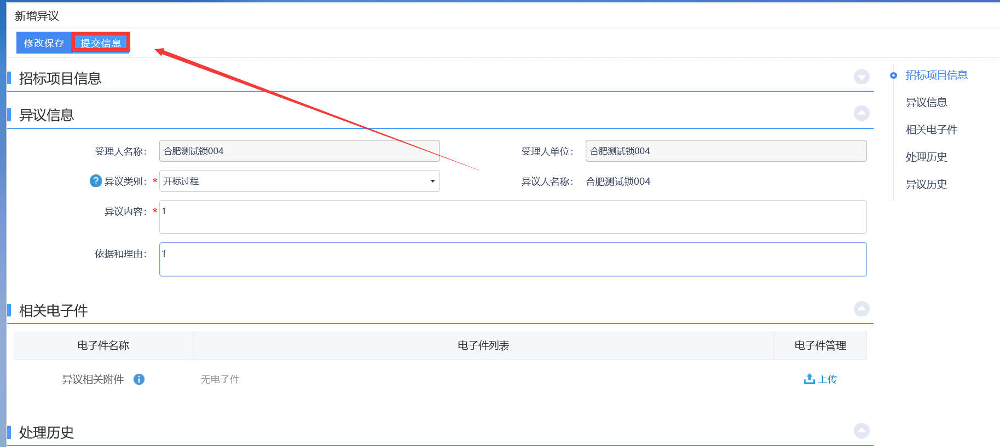 新增异议
修改保存 提交信息
招标项目信息
异议信息
受理人名称： 合肥测试锁004 受理人单位： 合肥测试锁004
? 异议类别： * 开标过程 异议人名称： 合肥测试锁004
异议内容： * 1
依据和理由： 1
相关电子件
电子件名称 电子件列表 电子件管理
异议相关附件 i 无电子件 上传
处理历史
招标项目信息
异议信息
相关电子件
处理历史
异议历史